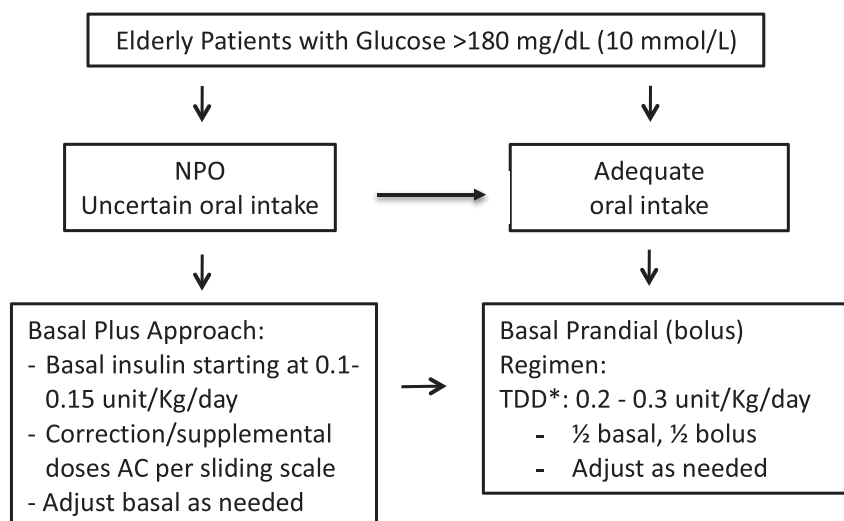 Elderly Patients with Glucose >180 mg/dL (10 mmol/L)
NPO
Uncertain oral intake
Adequate
oral intake
Basal Plus Approach:
- Basal insulin starting at 0.1-
0.15 unit/Kg/day
- Correction/supplemental
doses AC per sliding scale
- Adjust basal as needed
Basal Prandial (bolus)
Regimen:
TDD*: 0.2 - 0.3 unit/Kg/day
- ½ basal, ½ bolus
- Adjust as needed